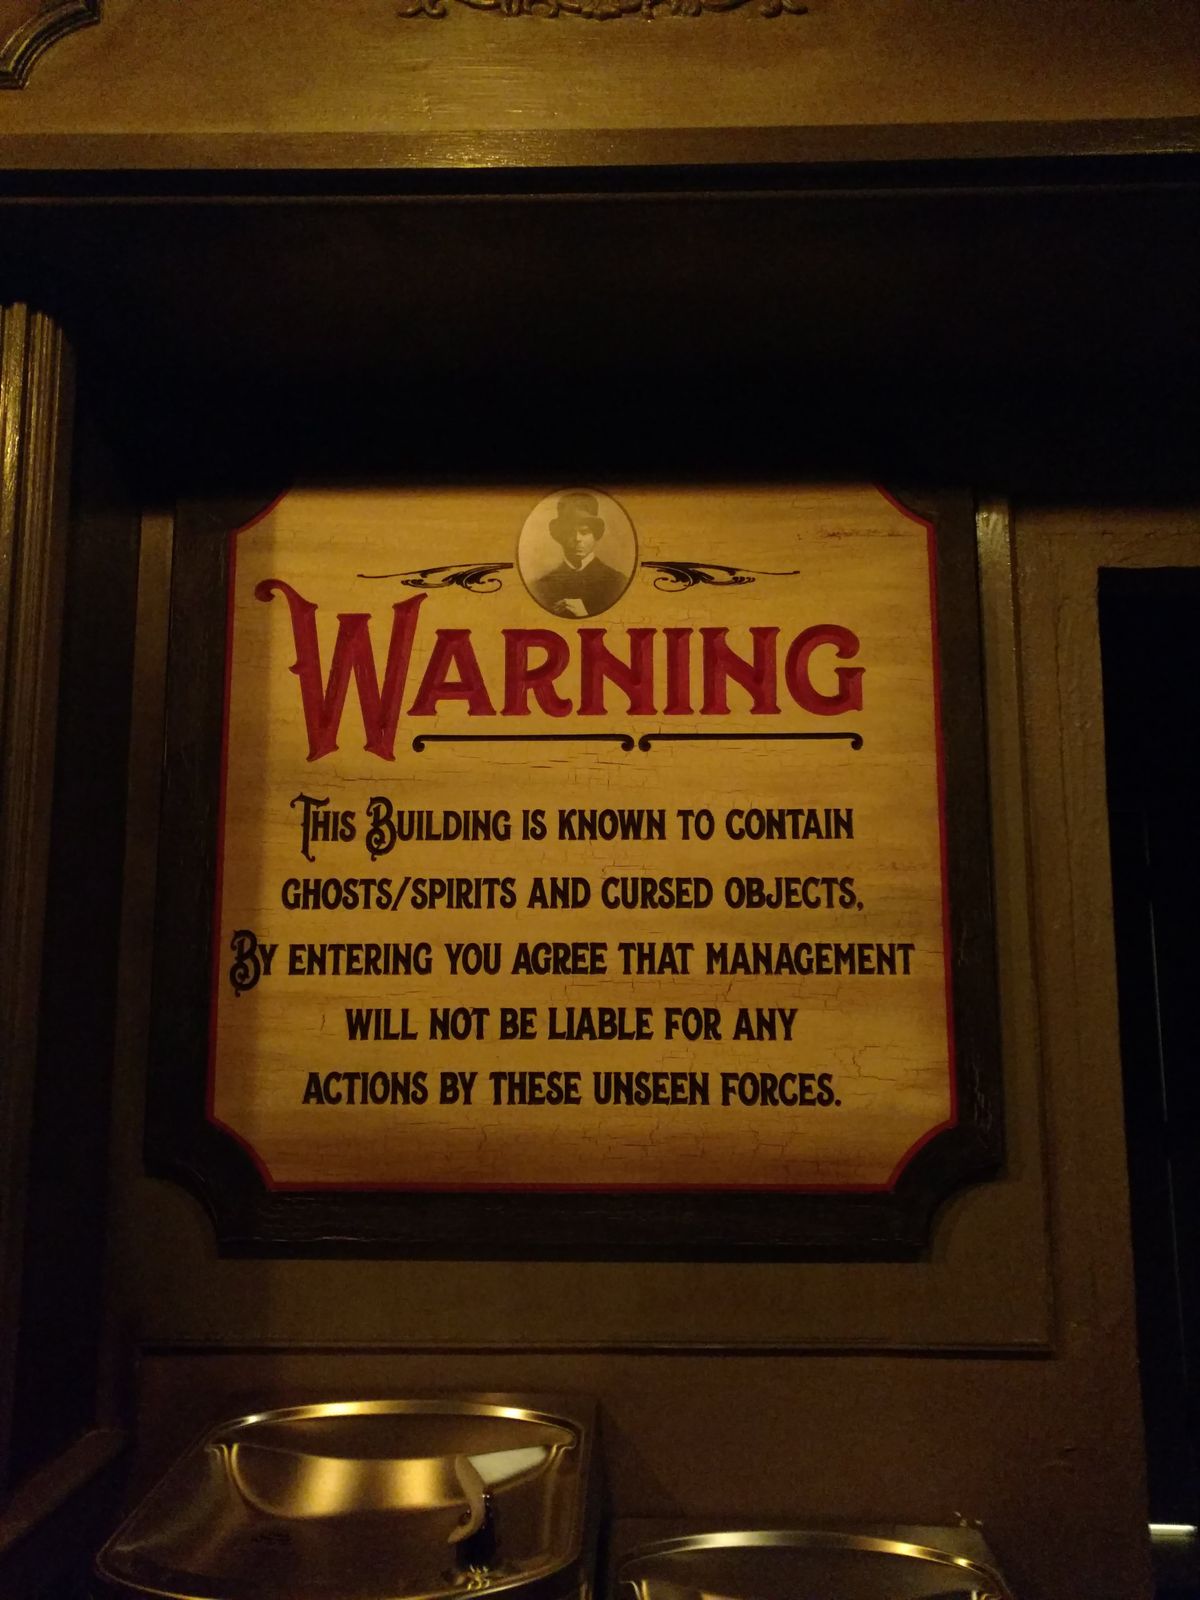 WARNING
THIS BUILDING IS KNOWN TO CONTAIN
GHOSTS/SPIRITS AND CURSED OBJECTS,
BY ENTERING YOU AGREE THAT MANAGEMENT
WILL NOT BE LIABLE FOR ANY
ACTIONS BY THESE UNSEEN FORCES.